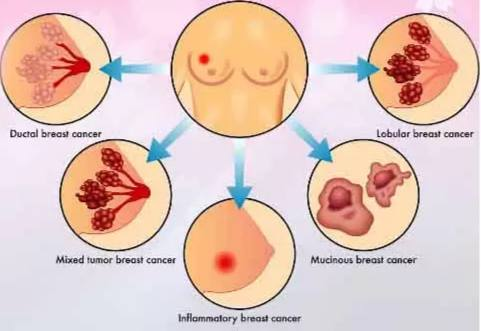 Ductal breast cancer
Lobular breast cancer
Mixed tumor breast cancer
Mucinous breast cancer
Inflammatory breast cancer